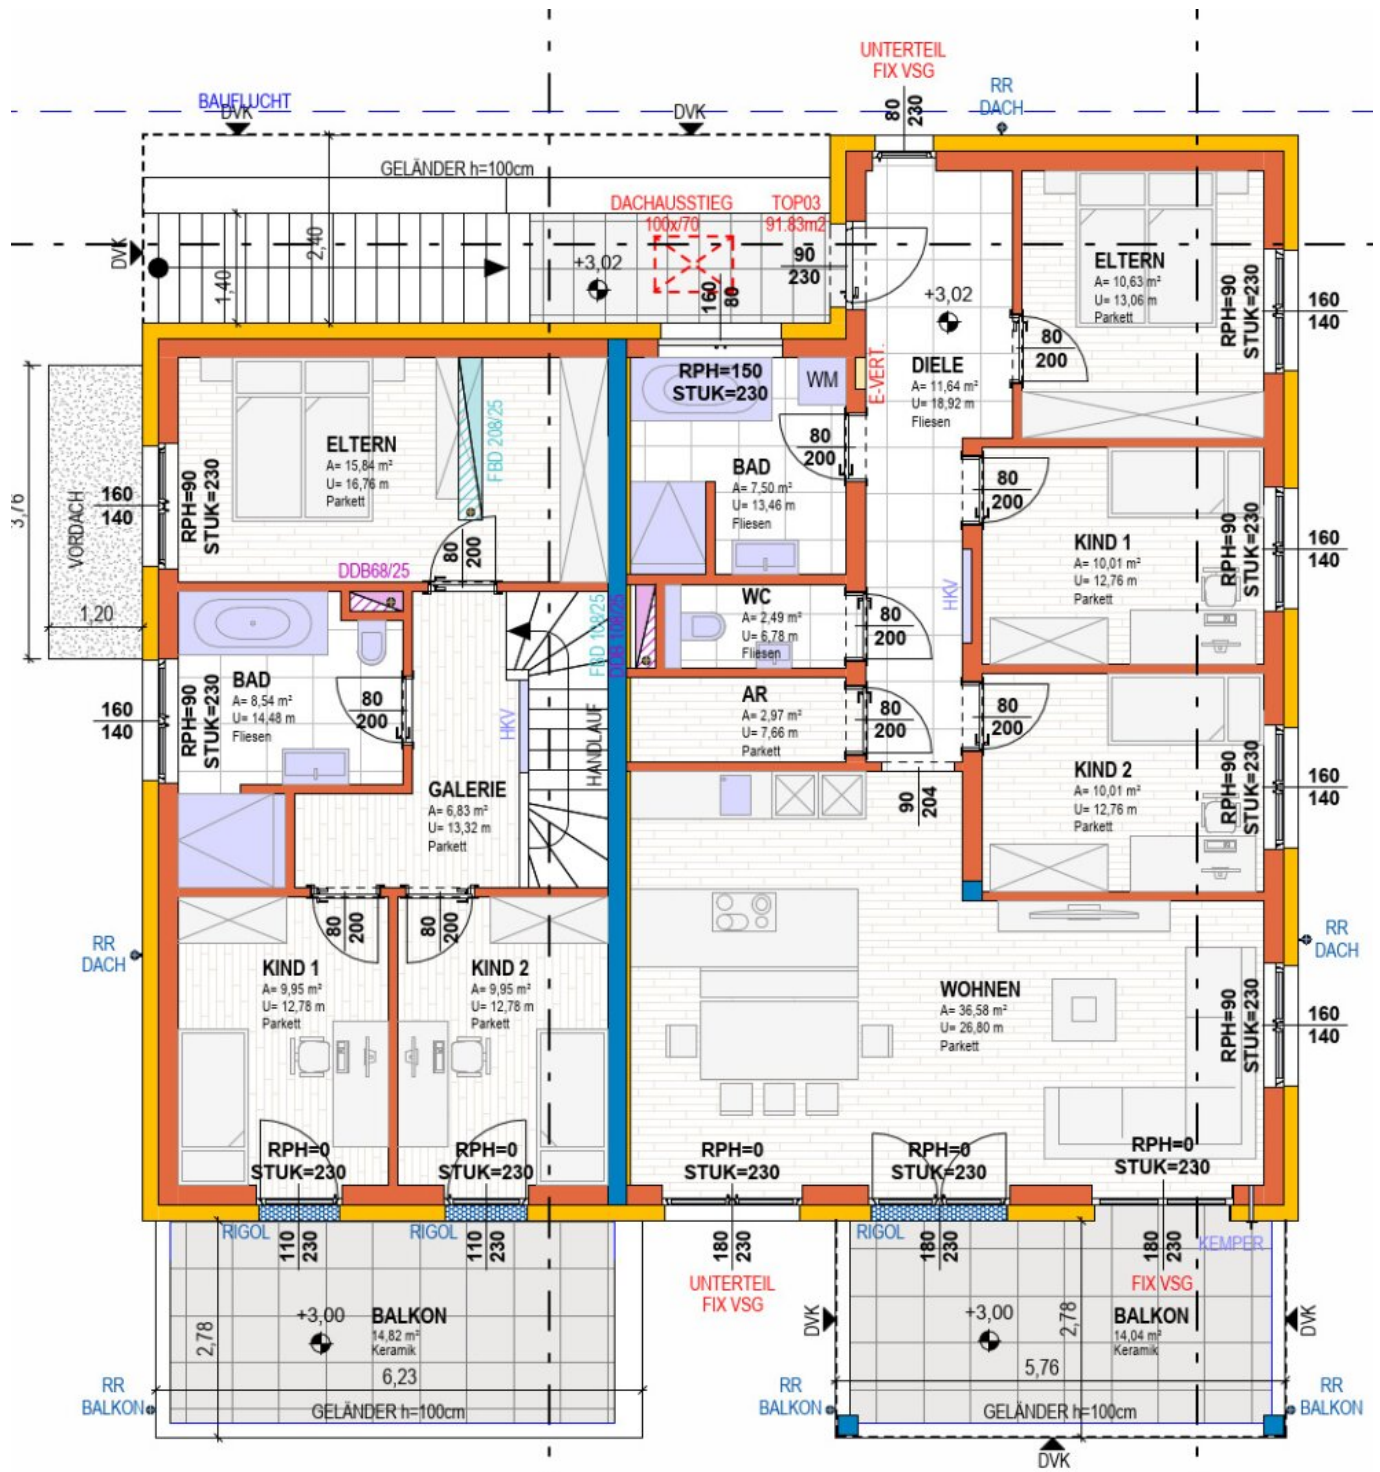 UNTERTEIL
FIX VSG
RR
DACH
BAUFLUCHT
DVK
DVK
80
230
GELÄNDER h=100cm
DACHAUSSTIEG
100x/70
TOP03
91.83m2
DVK
2,40
1,40
+3,02
160
80
90
230
+3,02
ELTERN
A= 10,63 m²
U= 13,06 m
Parkett
RPH=90
STUK=230
160
140
80
200
RPH=150
STUK=230
WM
E-VERT.
DIELE
A= 11,64 m²
U= 18,92 m
Fliesen
3,76
VORDACH
1,20
160
140
RPH=90
STUK=230
ELTERN
A= 15,84 m²
U= 16,76 m
Parkett
FBD 208/25
80
200
DDB68/25
BAD
A= 7,50 m²
U= 13,46 m
Fliesen
80
200
80
200
KIND 1
A= 10,01 m²
U= 12,76 m
Parkett
RPH=90
STUK=230
160
140
HKV
WC
A= 2,49 m²
U= 6,78 m
Fliesen
80
200
FBD 108/25
DDB 108/25
BAD
A= 8,54 m²
U= 14,48 m
Fliesen
RPH=90
STUK=230
160
140
80
200
HKV
HANDLAUF
AR
A= 2,97 m²
U= 7,66 m
Parkett
80
200
80
200
KIND 2
A= 10,01 m²
U= 12,76 m
Parkett
RPH=90
STUK=230
160
140
GALERIE
A= 6,83 m²
U= 13,32 m
Parkett
90
204
80
200
80
200
RR
DACH
KIND 1
A= 9,95 m²
U= 12,78 m
Parkett
KIND 2
A= 9,95 m²
U= 12,78 m
Parkett
WOHNEN
A= 36,58 m²
U= 26,80 m
Parkett
RPH=90
STUK=230
160
140
RR
DACH
RPH=0
STUK=230
RPH=0
STUK=230
RPH=0
STUK=230
RPH=0
STUK=230
RPH=0
STUK=230
RIGOL
110
230
RIGOL
110
230
180
230
RIGOL
180
230
180
230
KEMPER
UNTERTEIL
FIX VSG
FIX VSG
2,78
+3,00
BALKON
14,82 m²
Keramik
6,23
GELÄNDER h=100cm
RR
BALKON
DVK
+3,00
2,78
BALKON
14,04 m²
Keramik
DVK
5,76
GELÄNDER h=100cm
RR
BALKON
RR
BALKON
DVK